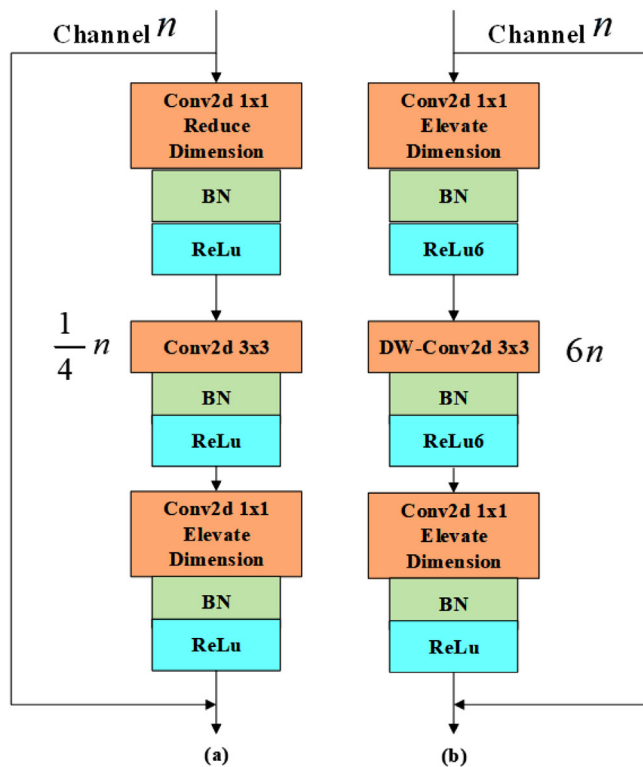 Channel n
Conv2d 1x1
Reduce
Dimension
BN
ReLu
1/4 n
Conv2d 3x3
BN
ReLu
Conv2d 1x1
Elevate
Dimension
BN
ReLu
(a)
Channel n
Conv2d 1x1
Elevate
Dimension
BN
ReLu6
DW-Conv2d 3x3
6n
BN
ReLu6
Conv2d 1x1
Elevate
Dimension
BN
ReLu
(b)